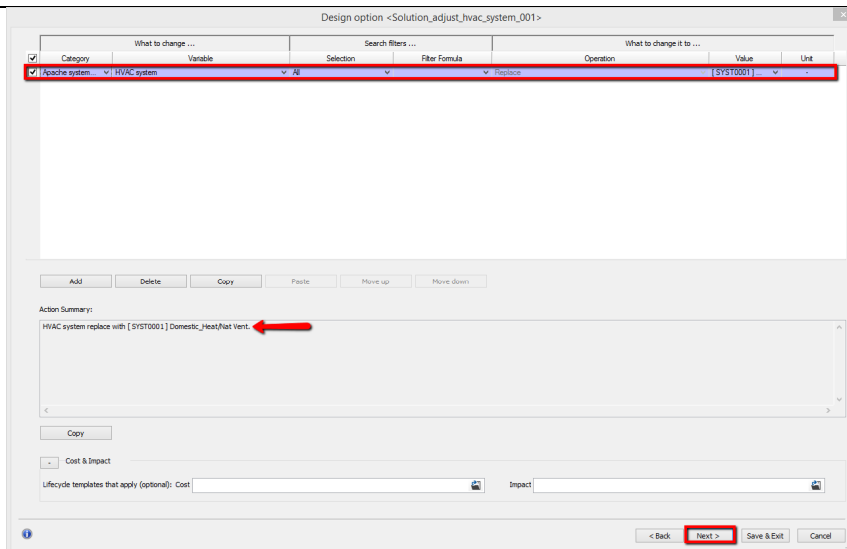 Design option <Solution_adjust_hvac_system_001>
What to change ... Search filters ... What to change it to ...
Category Variable Selection Filter Formula Operation Value Unit
Apache system... HVAC system All Replace [SYST0001] ... -
Add Delete Copy Paste Move up Move down
Action Summary:
HVAC system replace with [ SYST0001 ] Domestic_Heat/Nat Vent.
Copy
- Cost & Impact
Lifecycle templates that apply (optional): Cost Impact
< Back Next > Save & Exit Cancel